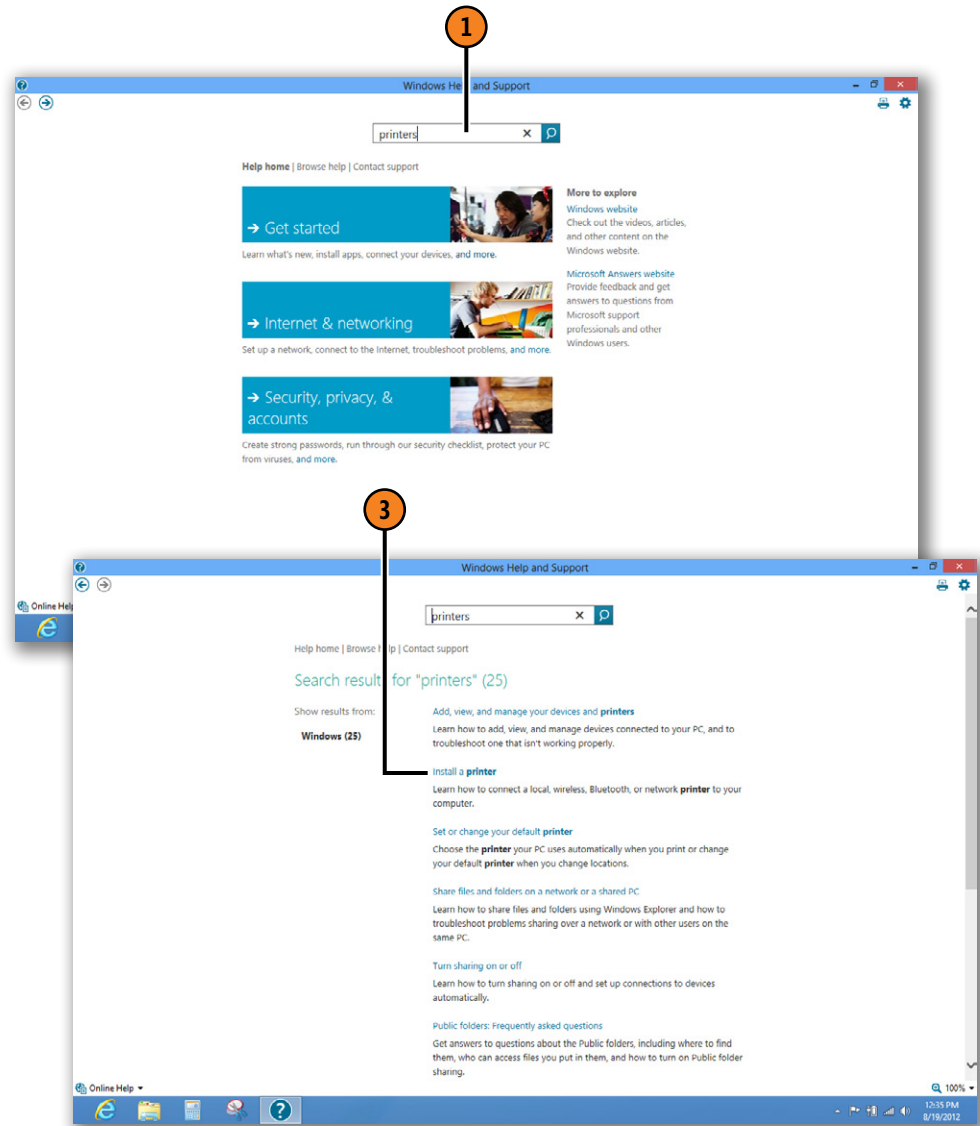 1
Windows Help and Support
printers
Help home | Browse help | Contact support
→ Get started
Learn what's new, install apps, connect your devices, and more.
→ Internet & networking
Set up a network, connect to the Internet, troubleshoot problems, and more.
→ Security, privacy, &
accounts
Create strong passwords, run through our security checklist, protect your PC
from viruses, and more.
More to explore
Windows website
Check out the videos, articles,
and other content on the
Windows website.
Microsoft Answers website
Provide feedback and get
answers to questions from
Microsoft support
professionals and other
Windows users.
Online Help
3
Windows Help and Support
printers
Help home | Browse help | Contact support
Search results for "printers" (25)
Show results from:
Windows (25)
Add, view, and manage your devices and printers
Learn how to add, view, and manage devices connected to your PC, and to
troubleshoot one that isn't working properly.
Install a printer
Learn how to connect a local, wireless, Bluetooth, or network printer to your
computer.
Set or change your default printer
Choose the printer your PC uses automatically when you print or change
your default printer when you change locations.
Share files and folders on a network or a shared PC
Learn how to share files and folders using Windows Explorer and how to
troubleshoot problems sharing over a network or with other users on the
same PC.
Turn sharing on or off
Learn how to turn sharing on or off and set up connections to devices
automatically.
Public folders: Frequently asked questions
Get answers to questions about the Public folders, including where to find
them, who can access files you put in them, and how to turn on Public folder
sharing.
Online Help
100%
12:35 PM
8/19/2012